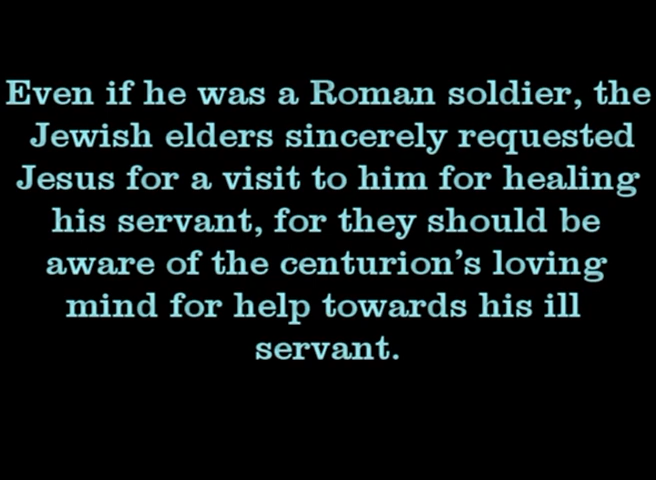 Even if he was a Roman soldier, the
Jewish elders sincerely requested
Jesus for a visit to him for healing
his servant, for they should be
aware of the centurion’s loving
mind for help towards his ill
servant.